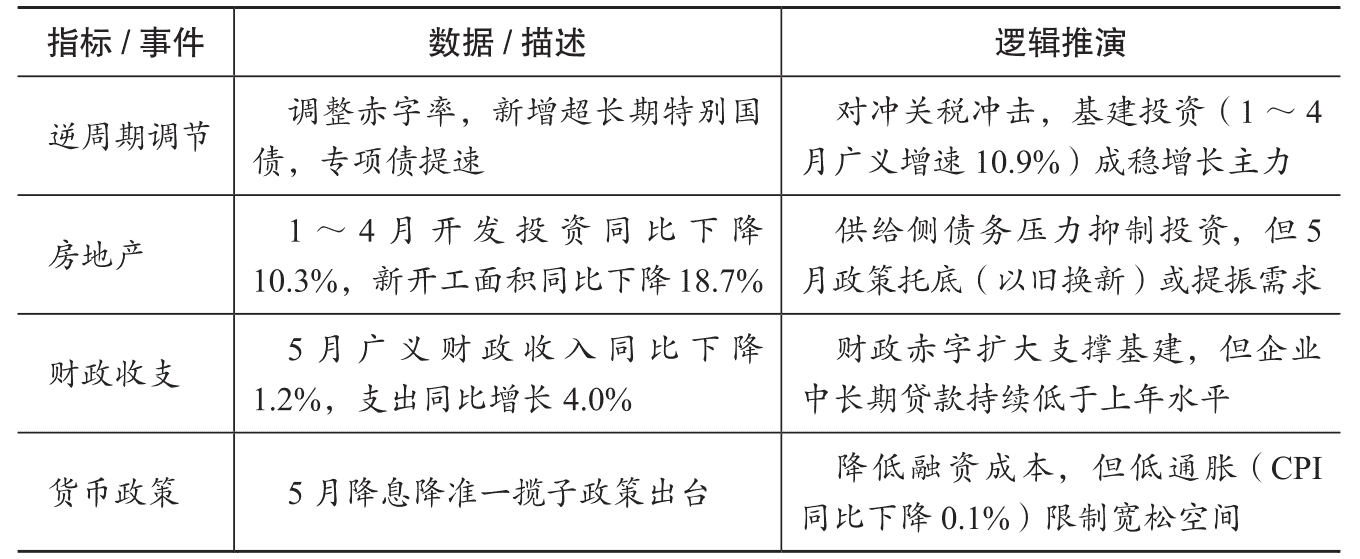 指标 / 事件
数据 / 描述
逻辑推演
逆周期调节
调整赤字率，新增超长期特别国
债，专项债提速
对冲关税冲击，基建投资（1 ～ 4
月广义增速 10.9%）成稳增长主力
房地产
1 ～ 4 月开发投资同比下降
10.3%，新开工面积同比下降 18.7%
供给侧债务压力抑制投资，但 5
月政策托底（以旧换新）或提振需求
财政收支
5 月广义财政收入同比下降
1.2%，支出同比增长 4.0%
财政赤字扩大支撑基建，但企业
中长期贷款持续低于上年水平
货币政策
5 月降息降准一揽子政策出台
降低融资成本，但低通胀（CPI
同比下降 0.1%）限制宽松空间